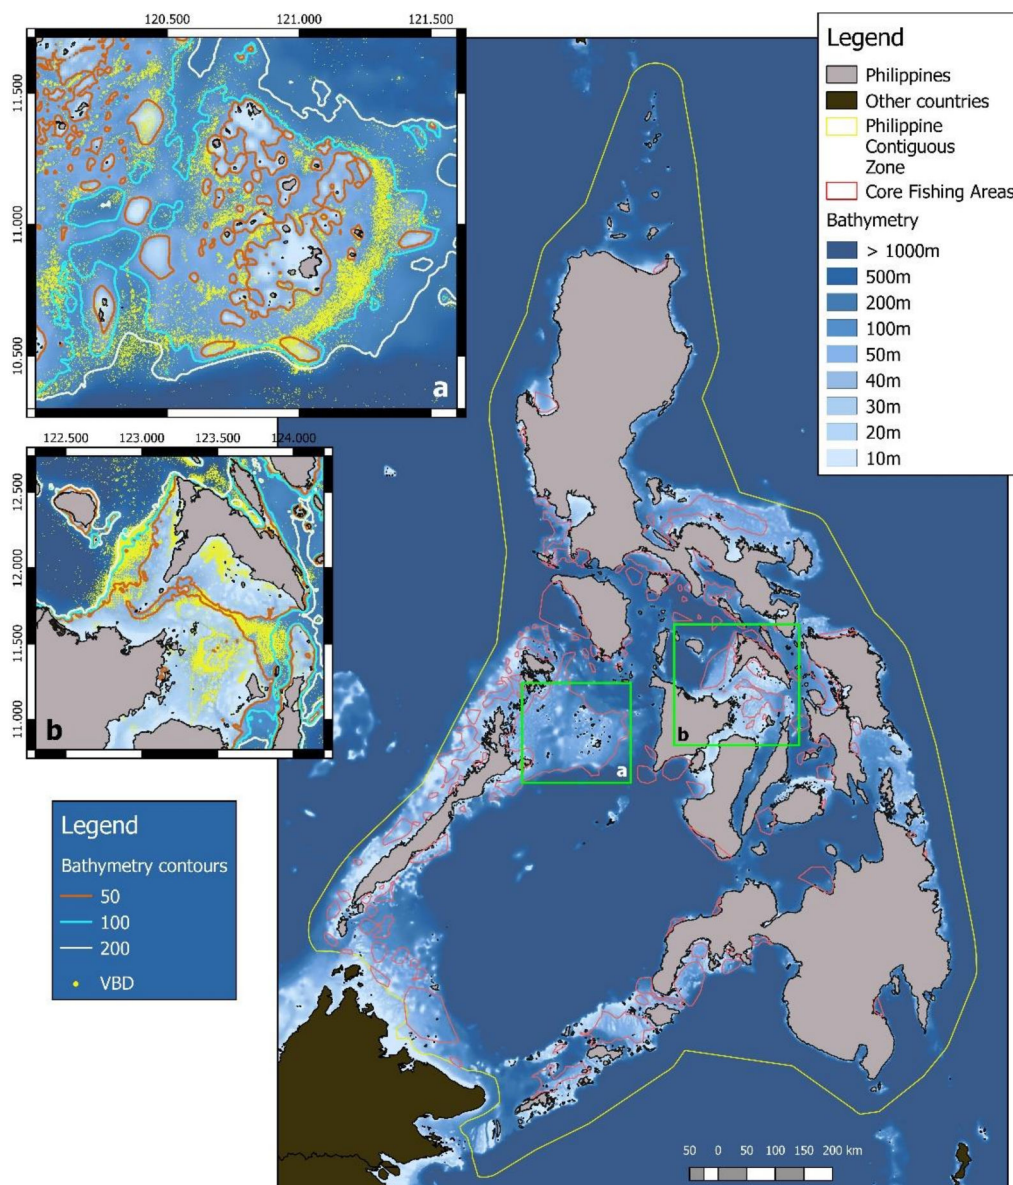 120.500 121.000 121.500
11.500
11.000
10.500
a
122.500 123.000 123.500 124.000
12.500
12.000
11.500
11.000
b
Legend
Bathymetry contours
50
100
200
VBD
Legend
Philippines
Other countries
Philippine
Contiguous
Zone
Core Fishing Areas
Bathymetry
> 1000m
500m
200m
100m
50m
40m
30m
20m
10m
a
b
50 0 50 100 150 200 km